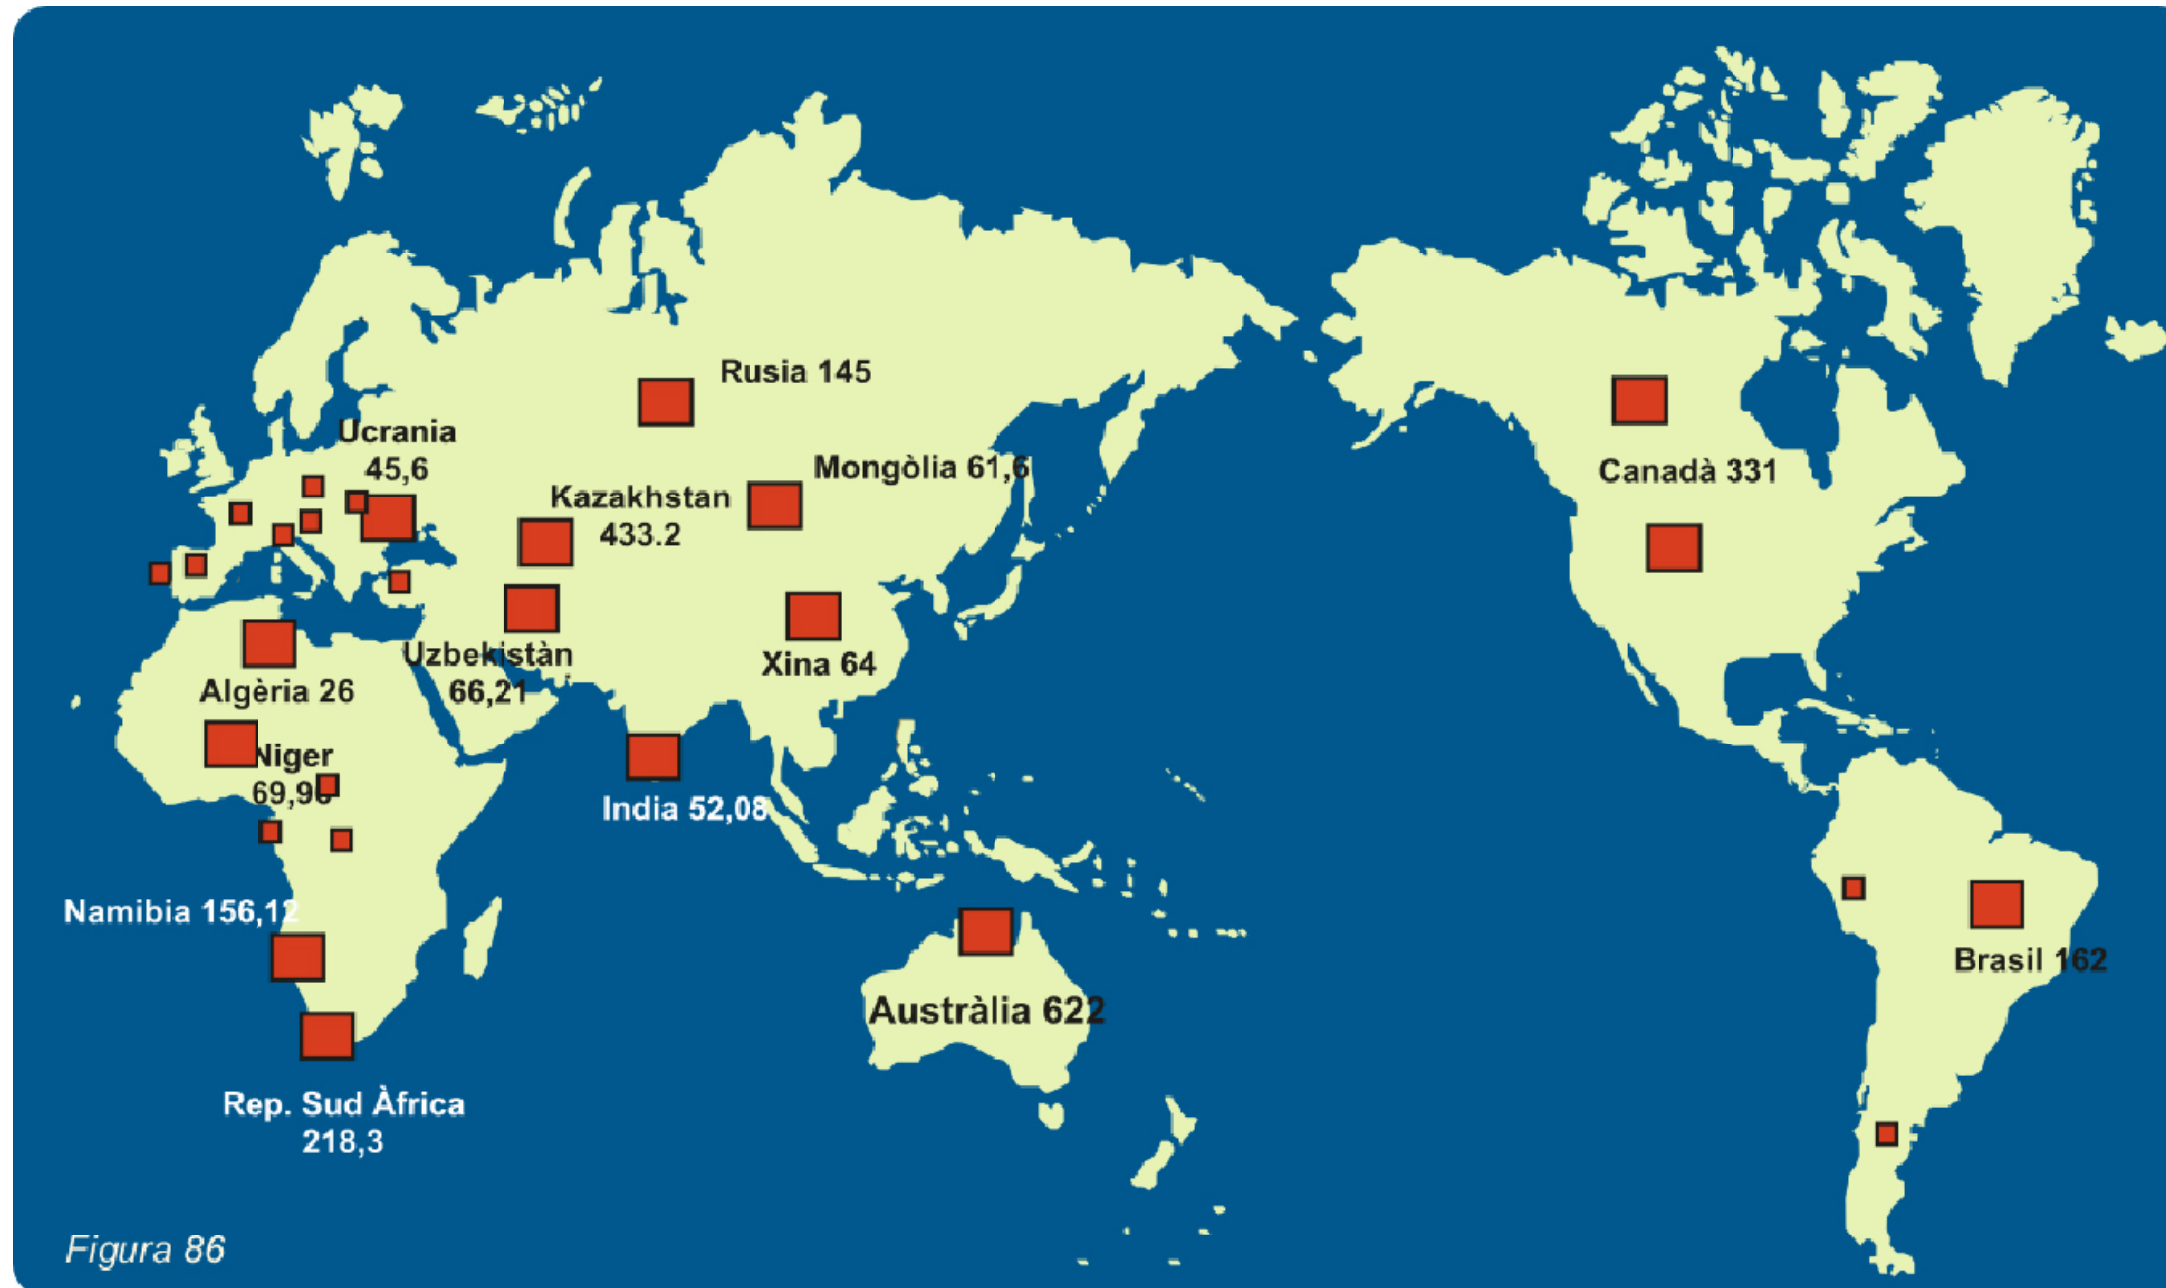 Rusia 145
Ucrania
45,6
Mongòlia 61,6
Kazakhstan
433.2
Canadà 331
Uzbekistàn
66,21
Xina 64
Algèria 26
Niger
India 52,08
Namibia 156,12
Brasil 162
Austràlia 622
Rep. Sud Àfrica
218,3
Figura 86